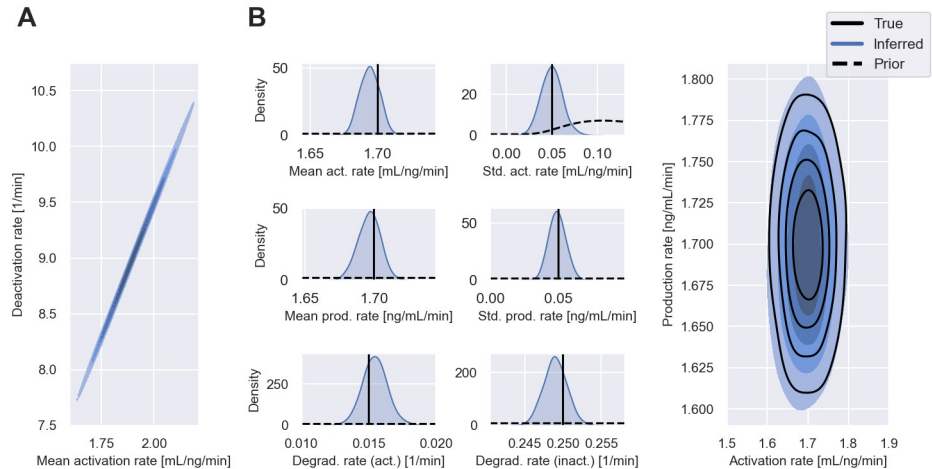 A
B
True
Inferred
Prior
10.5
10.0
9.5
9.0
8.5
8.0
7.5
Deactivation rate [1/min]
1.75
2.00
Mean activation rate [mL/ng/min]
50
0
Density
1.65
1.70
Mean act. rate [mL/ng/min]
20
0
0.00
0.05
0.10
Std. act. rate [mL/ng/min]
50
0
Density
1.65
1.70
Mean prod. rate [ng/mL/min]
50
0
0.00
0.05
Std. prod. rate [ng/mL/min]
250
0
Density
0.010
0.015
0.020
Degrad. rate (act.) [1/min]
200
0
0.245
0.250
0.255
Degrad. rate (inact.) [1/min]
1.800
1.775
1.750
1.725
1.700
1.675
1.650
1.625
1.600
Production rate [ng/mL/min]
1.5
1.6
1.7
1.8
1.9
Activation rate [mL/ng/min]